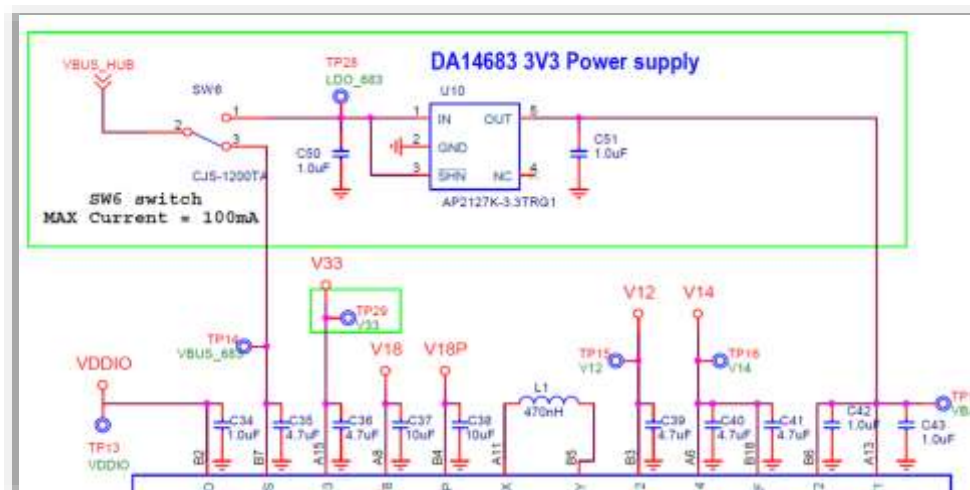 DA14683 3V3 Power supply
VBUS_HUB
TP28
LDO_683
U10
SW6
1
1
IN
OUT
5
2
2
GND
C50
1.0uF
C51
1.0uF
3
3
SHN
NC
4
CJS-1200TA
AP2127K-3.3TRG1
SW6 switch
MAX Current = 100mA
V33
TP29
V33
V12
V14
TP14
VBUS_683
V18
V18P
TP15
V12
TP16
V14
VDDIO
L1
470nH
TP13
VDDIO
C34
1.0uF
C35
4.7uF
C36
4.7uF
C37
10uF
C38
10uF
C39
4.7uF
C40
4.7uF
C41
4.7uF
C42
1.0uF
C43
1.0uF
B2
B7
A15
A8
B4
A11
B5
B3
A6
B6
A13